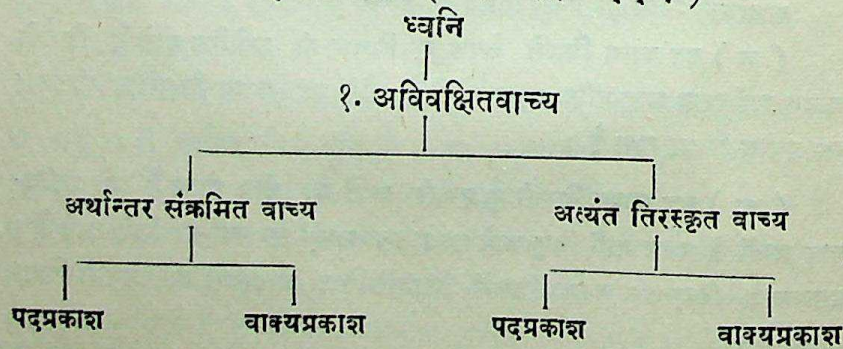 ध्वनि
१. अविवक्षितवाच्य
अर्थान्तर संक्रमित वाच्य अत्यंत तिरस्कृत वाच्य
पदप्रकाश वाक्यप्रकाश पदप्रकाश वाक्यप्रकाश